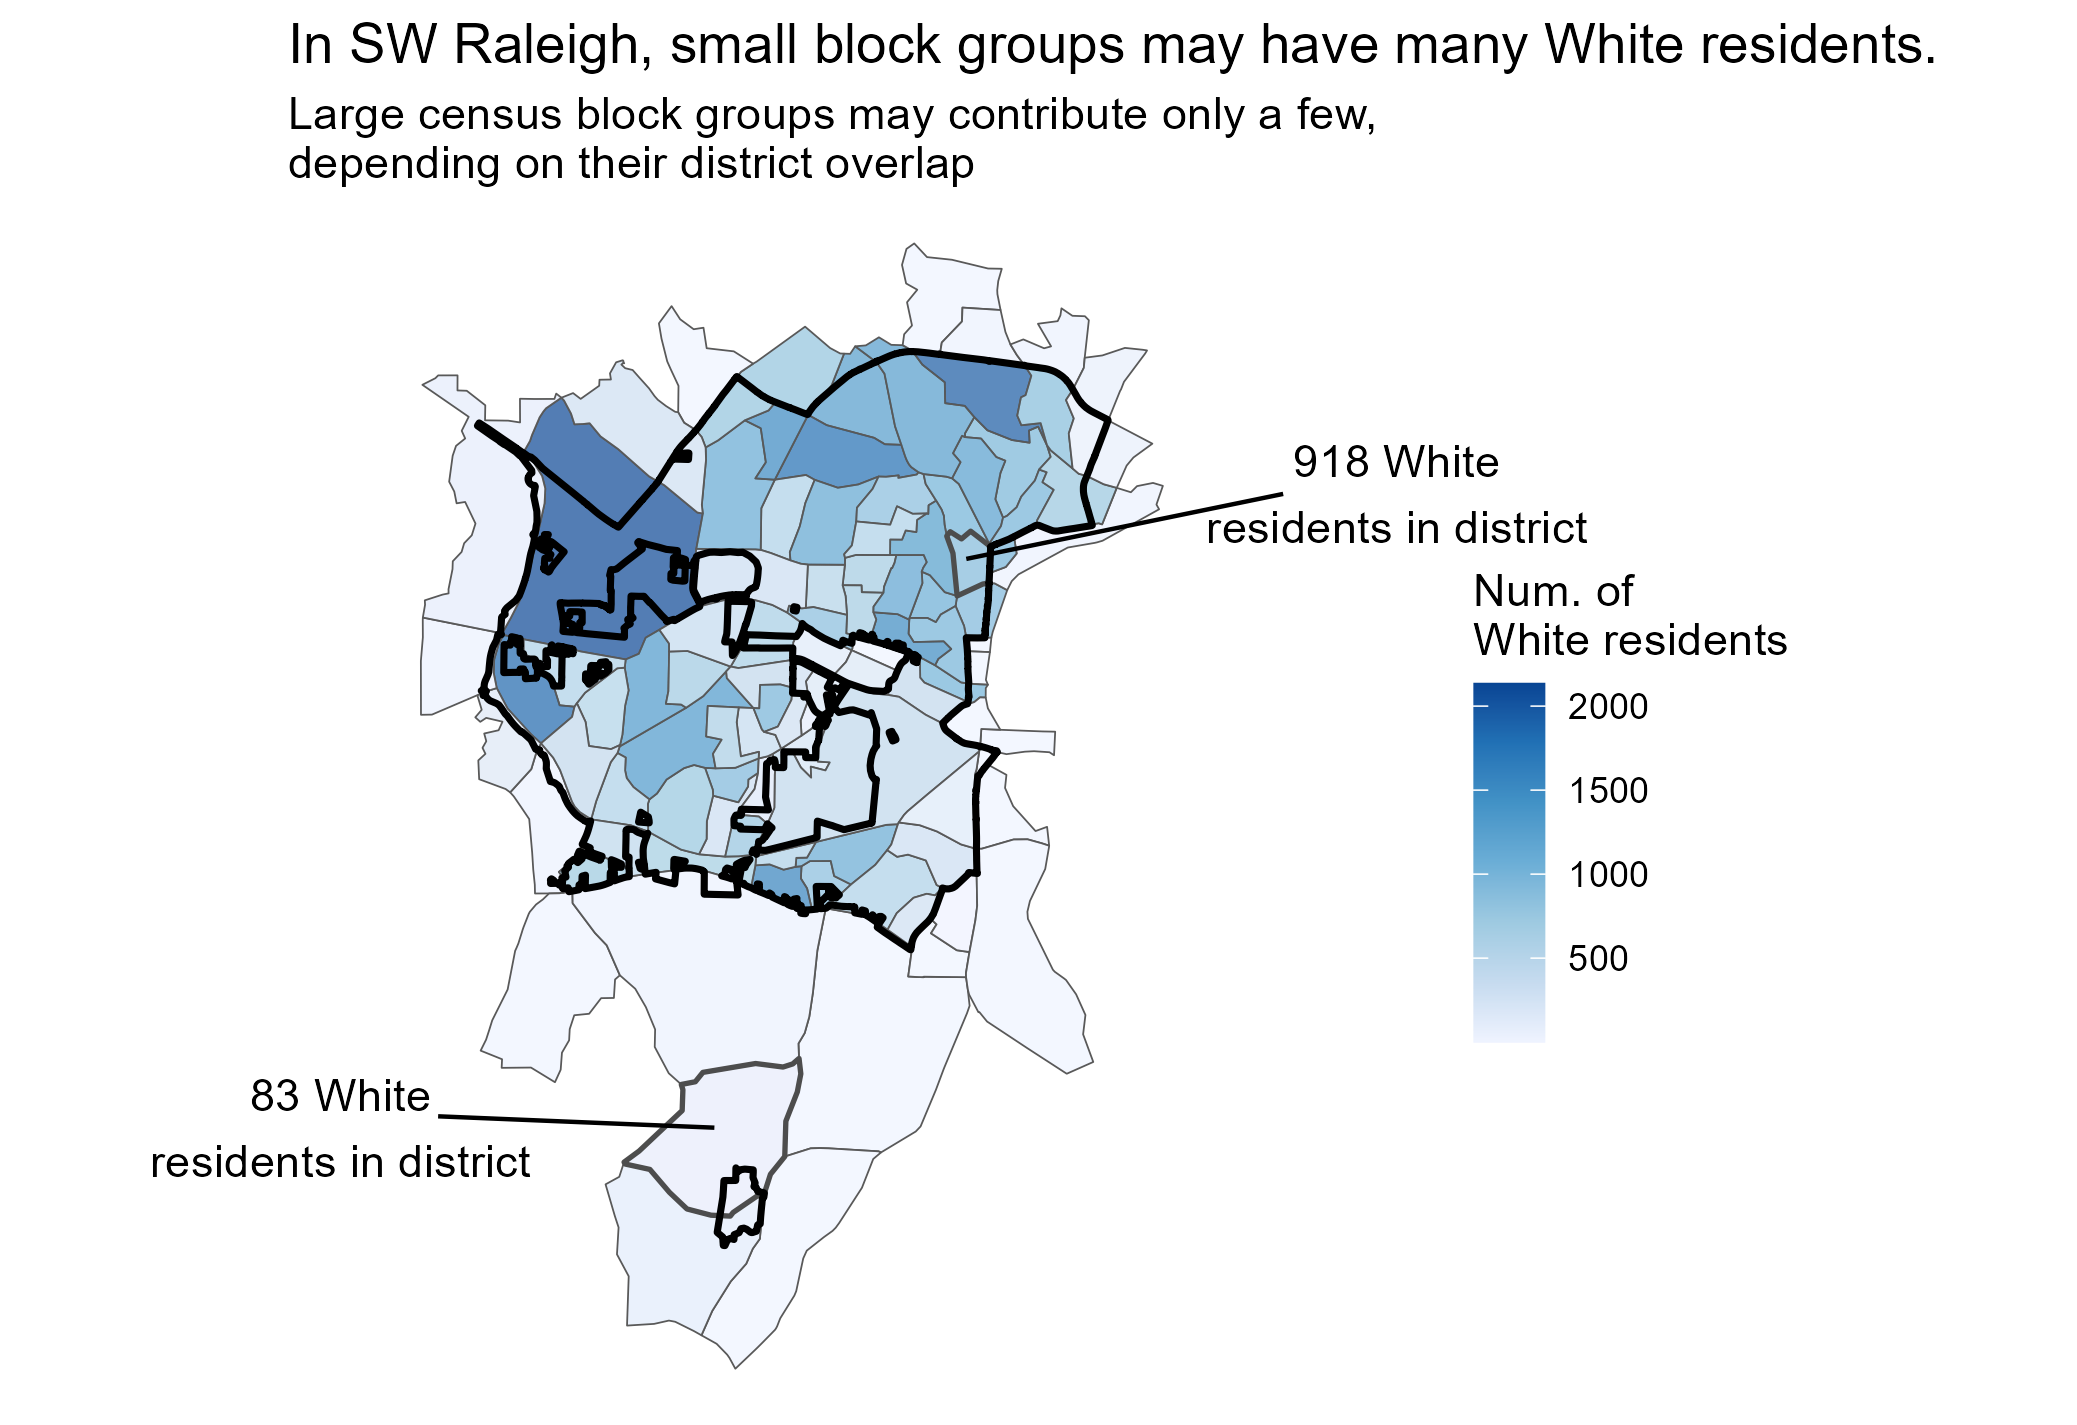 In SW Raleigh, small block groups may have many White residents.
Large census block groups may contribute only a few,
depending on their district overlap
918 White
residents in district
Num. of
White residents
2000
1500
1000
500
83 White
residents in district